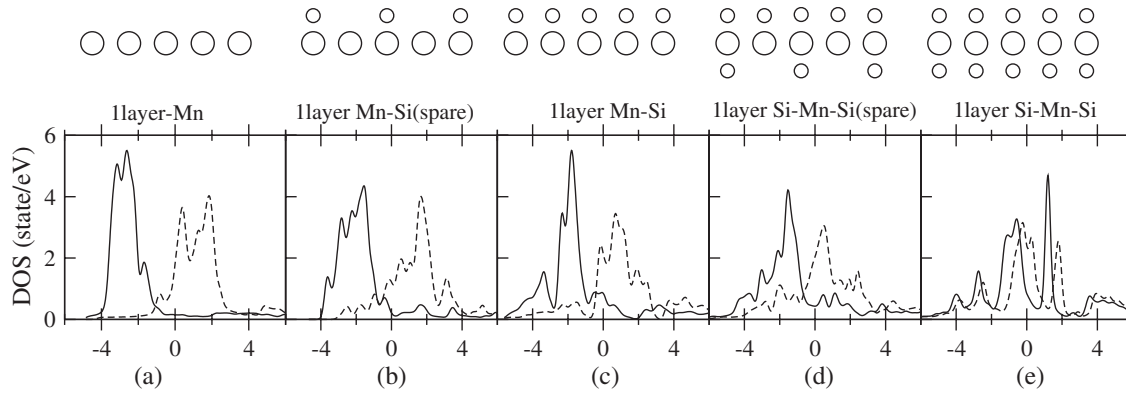 1layer-Mn 1layer Mn-Si(spare) 1layer Mn-Si 1layer Si-Mn-Si(spare) 1layer Si-Mn-Si
6
4
2
0
DOS (state/eV)
-4 0 4 -4 0 4 -4 0 4 -4 0 4 -4 0 4
(a) (b) (c) (d) (e)